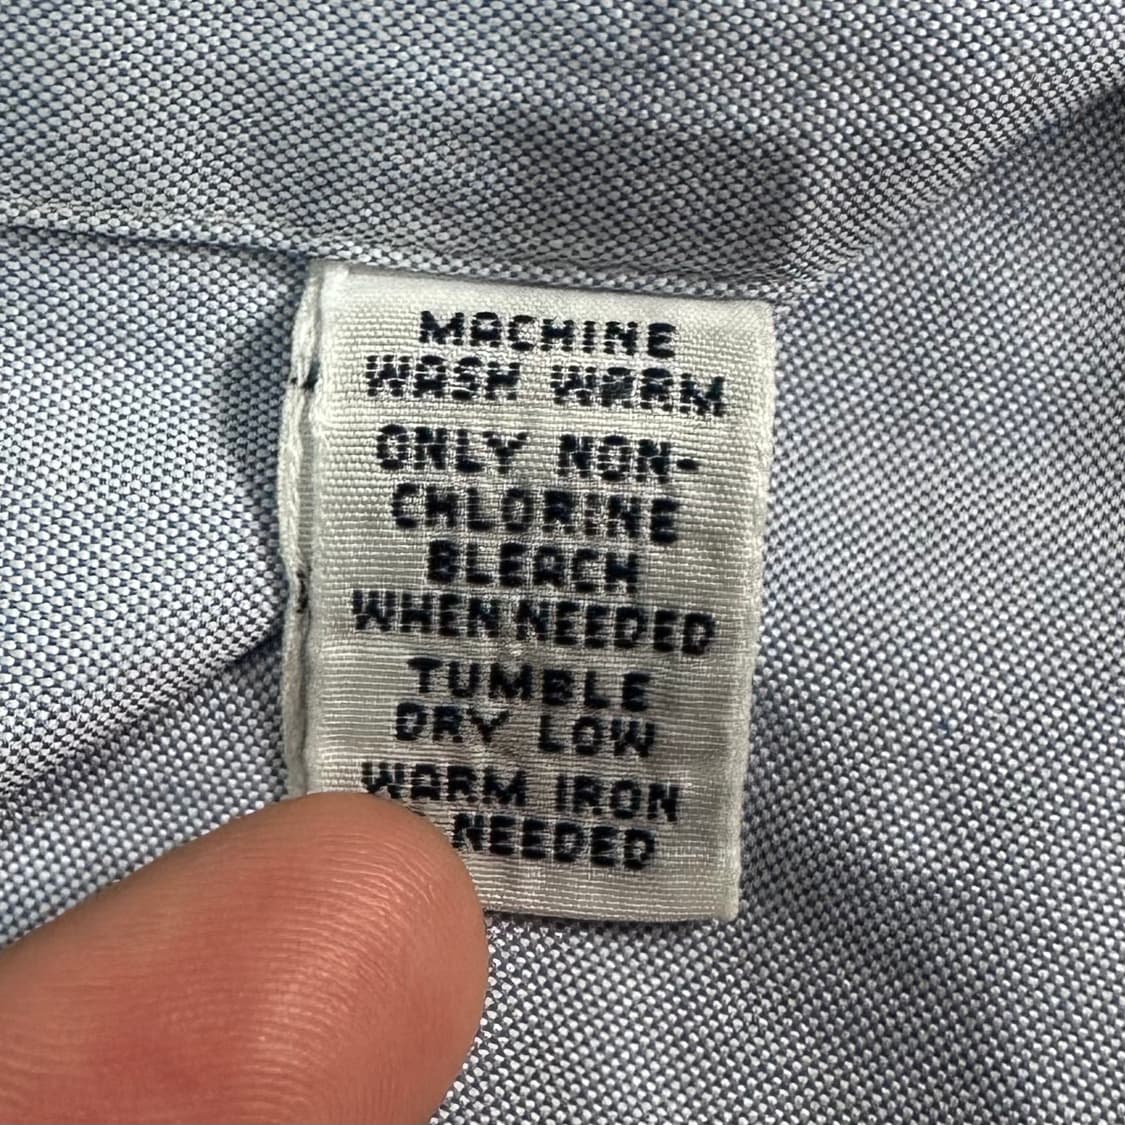 MACHINE
WASH WARM
ONLY NON-
CHLORINE
BLEACH
WHEN NEEDED
TUMBLE
DRY LOW
WARM IRON
NEEDED